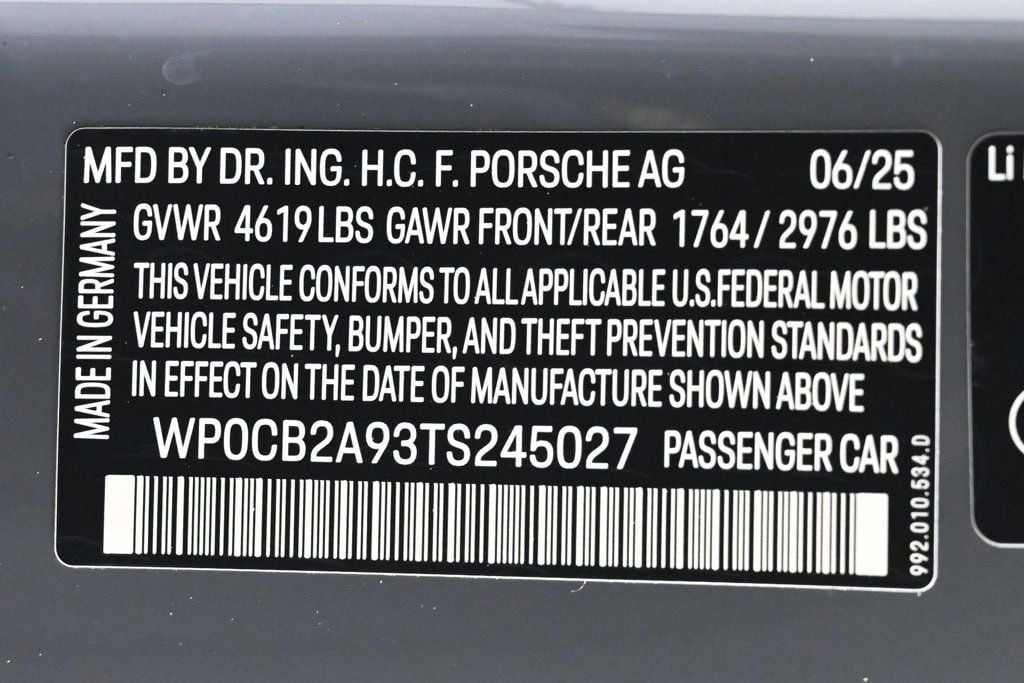 MFD BY DR. ING. H.C. F. PORSCHE AG 06/25
GVWR 4619 LBS GAWR FRONT/REAR 1764 / 2976 LBS
THIS VEHICLE CONFORMS TO ALL APPLICABLE U.S.FEDERAL MOTOR
VEHICLE SAFETY, BUMPER, AND THEFT PREVENTION STANDARDS
IN EFFECT ON THE DATE OF MANUFACTURE SHOWN ABOVE
WP0CB2A93TS245027 PASSENGER CAR
MADE IN GERMANY
992.010.534.0
Li